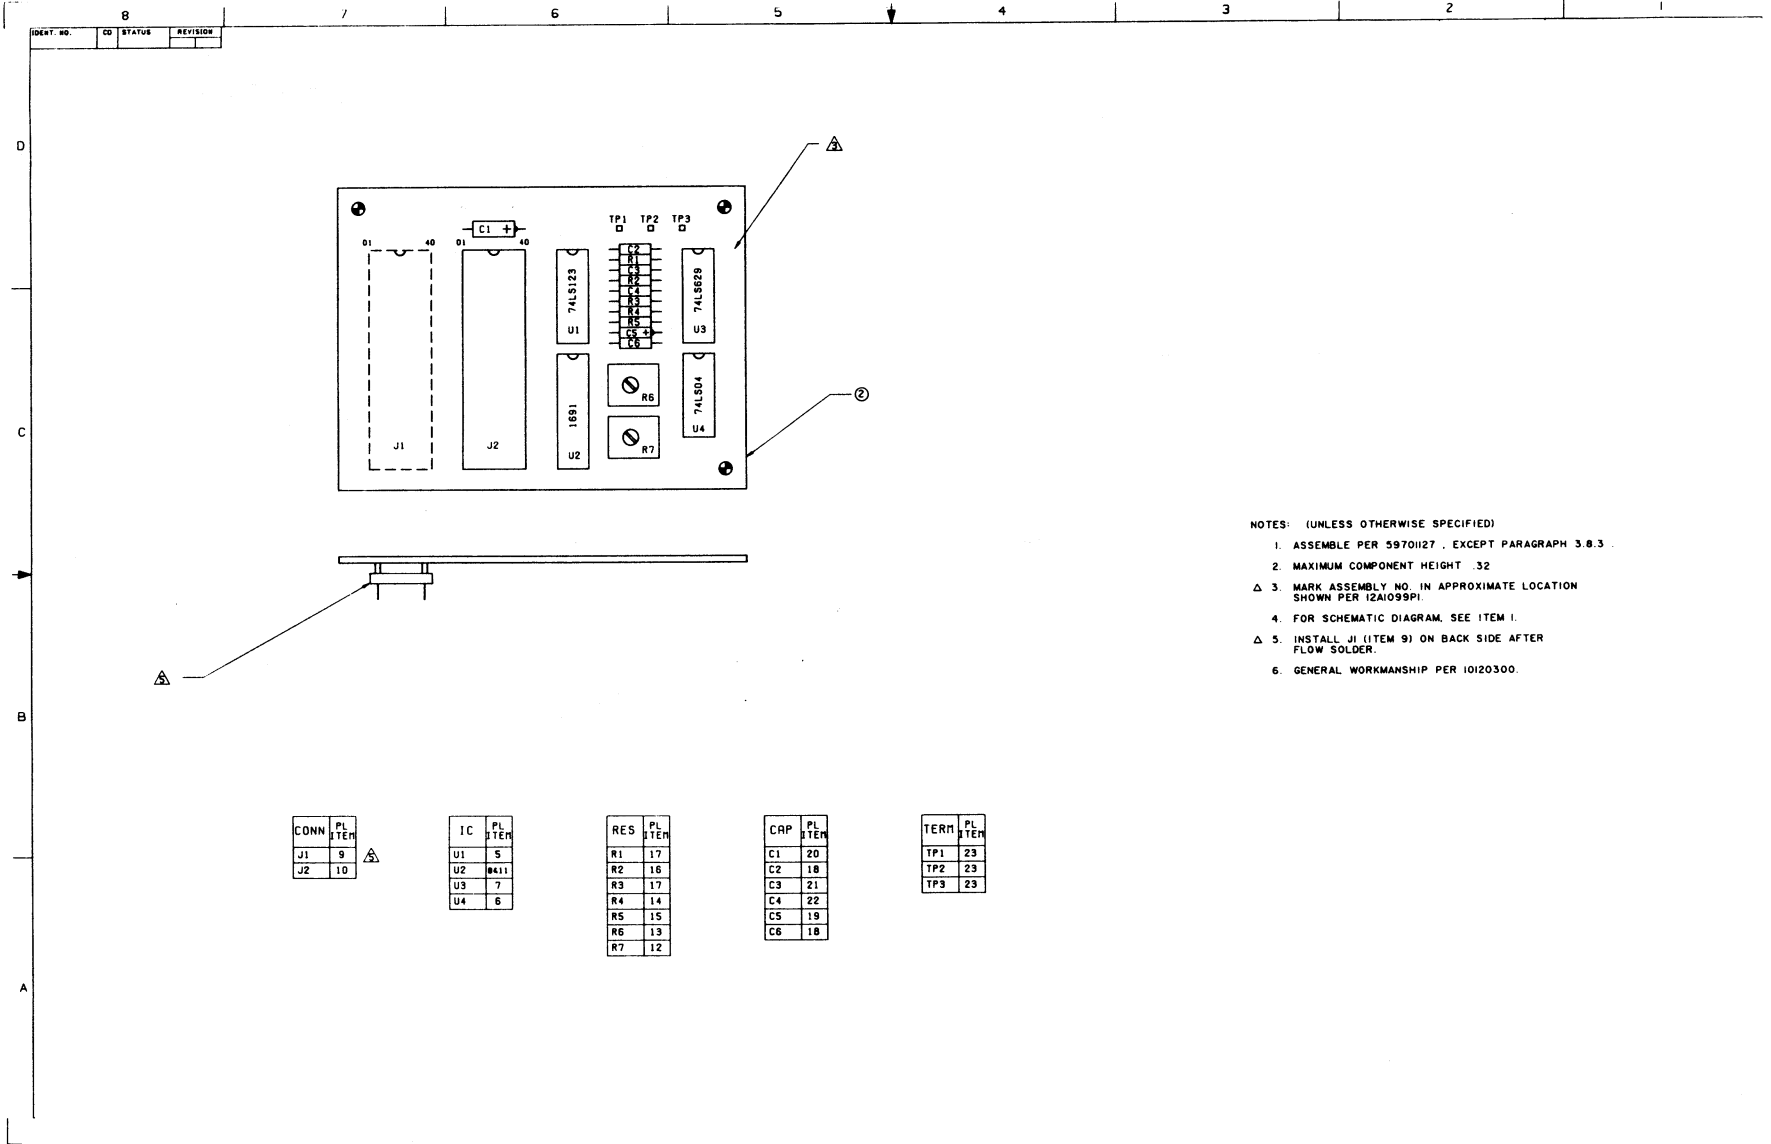 8 7 6 5 4 3 2 1
IDENT. NO. CD STATUS REVISION
D
C
B
A
3
TP1 TP2 TP3
C1 +
01 40 01 40
C2
R1
C3
R2
C4
R3
R4
R5
C5 +
C6
74LS123
U1
74LS629
U3
1691
U2
74LS04
U4
R6
R7
J1
J2
2
5
NOTES: (UNLESS OTHERWISE SPECIFIED)
1. ASSEMBLE PER 59701127 , EXCEPT PARAGRAPH 3.8.3 .
2. MAXIMUM COMPONENT HEIGHT .32
△ 3. MARK ASSEMBLY NO. IN APPROXIMATE LOCATION
SHOWN PER 12A1099P1.
4. FOR SCHEMATIC DIAGRAM, SEE ITEM 1.
△ 5. INSTALL J1 (ITEM 9) ON BACK SIDE AFTER
FLOW SOLDER.
6. GENERAL WORKMANSHIP PER 10120300.
CONN PL ITEM
J1 9 5
J2 10
IC PL ITEM
U1 5
U2 8&11
U3 7
U4 6
RES PL ITEM
R1 17
R2 16
R3 17
R4 14
R5 15
R6 13
R7 12
CAP PL ITEM
C1 20
C2 18
C3 21
C4 22
C5 19
C6 18
TERM PL ITEM
TP1 23
TP2 23
TP3 23